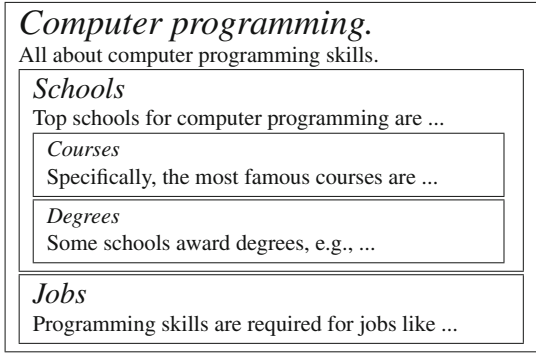 Computer programming.
All about computer programming skills.
Schools
Top schools for computer programming are ...
Courses
Specifically, the most famous courses are ...
Degrees
Some schools award degrees, e.g., ...
Jobs
Programming skills are required for jobs like ...